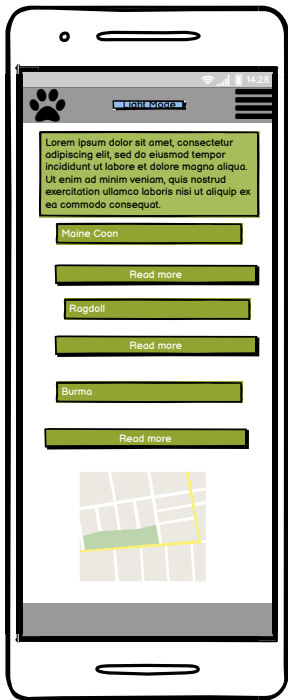 14:28
Light Mode
Lorem ipsum dolor sit amet, consectetur
adipiscing elit, sed do eiusmod tempor
incididunt ut labore et dolore magna aliqua.
Ut enim ad minim veniam, quis nostrud
exercitation ullamco laboris nisi ut aliquip ex
ea commodo consequat.
Maine Coon
Read more
Ragdoll
Read more
Burma
Read more